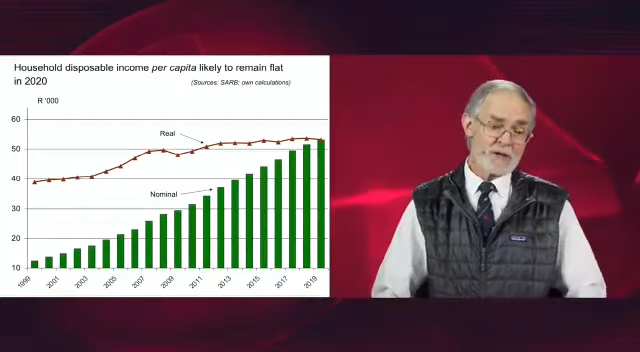 Household disposable income per capita likely to remain flat
in 2020
(Sources: SARB; own calculations)
R '000
60
50
40
30
20
10
Real
Nominal
1999
2001
2003
2005
2007
2009
2011
2013
2015
2017
2019
patagonia